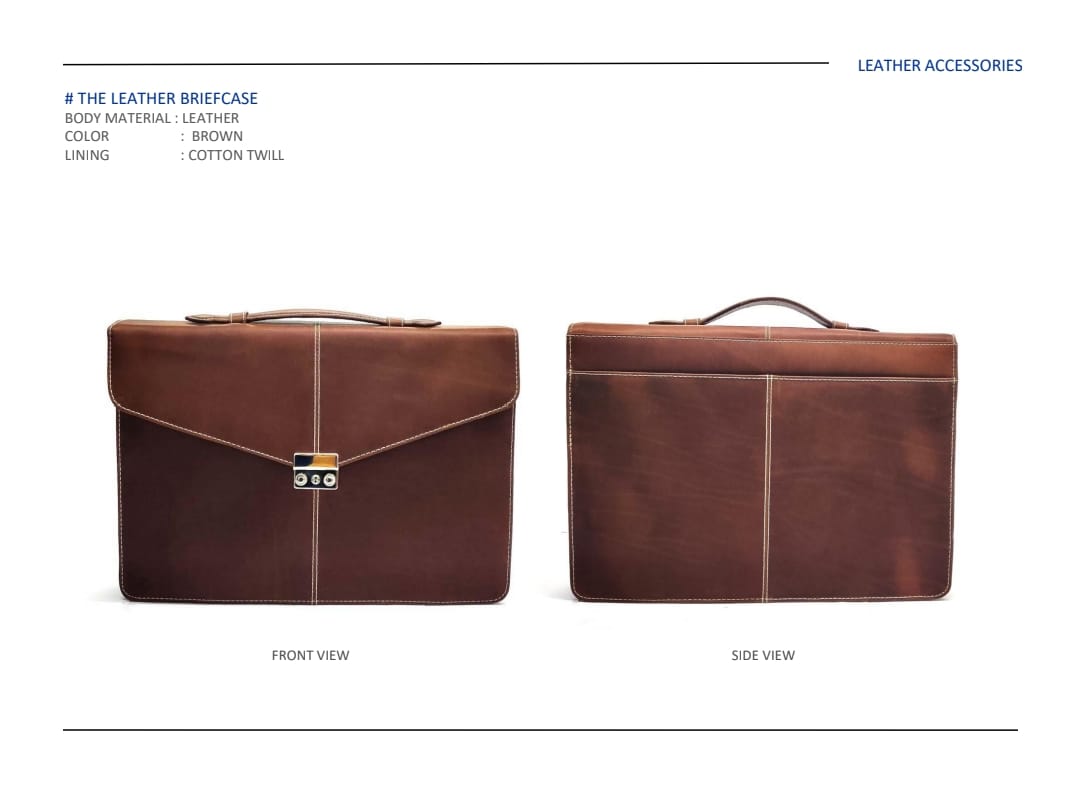 LEATHER ACCESSORIES
# THE LEATHER BRIEFCASE
BODY MATERIAL : LEATHER
COLOR : BROWN
LINING : COTTON TWILL
FRONT VIEW
SIDE VIEW